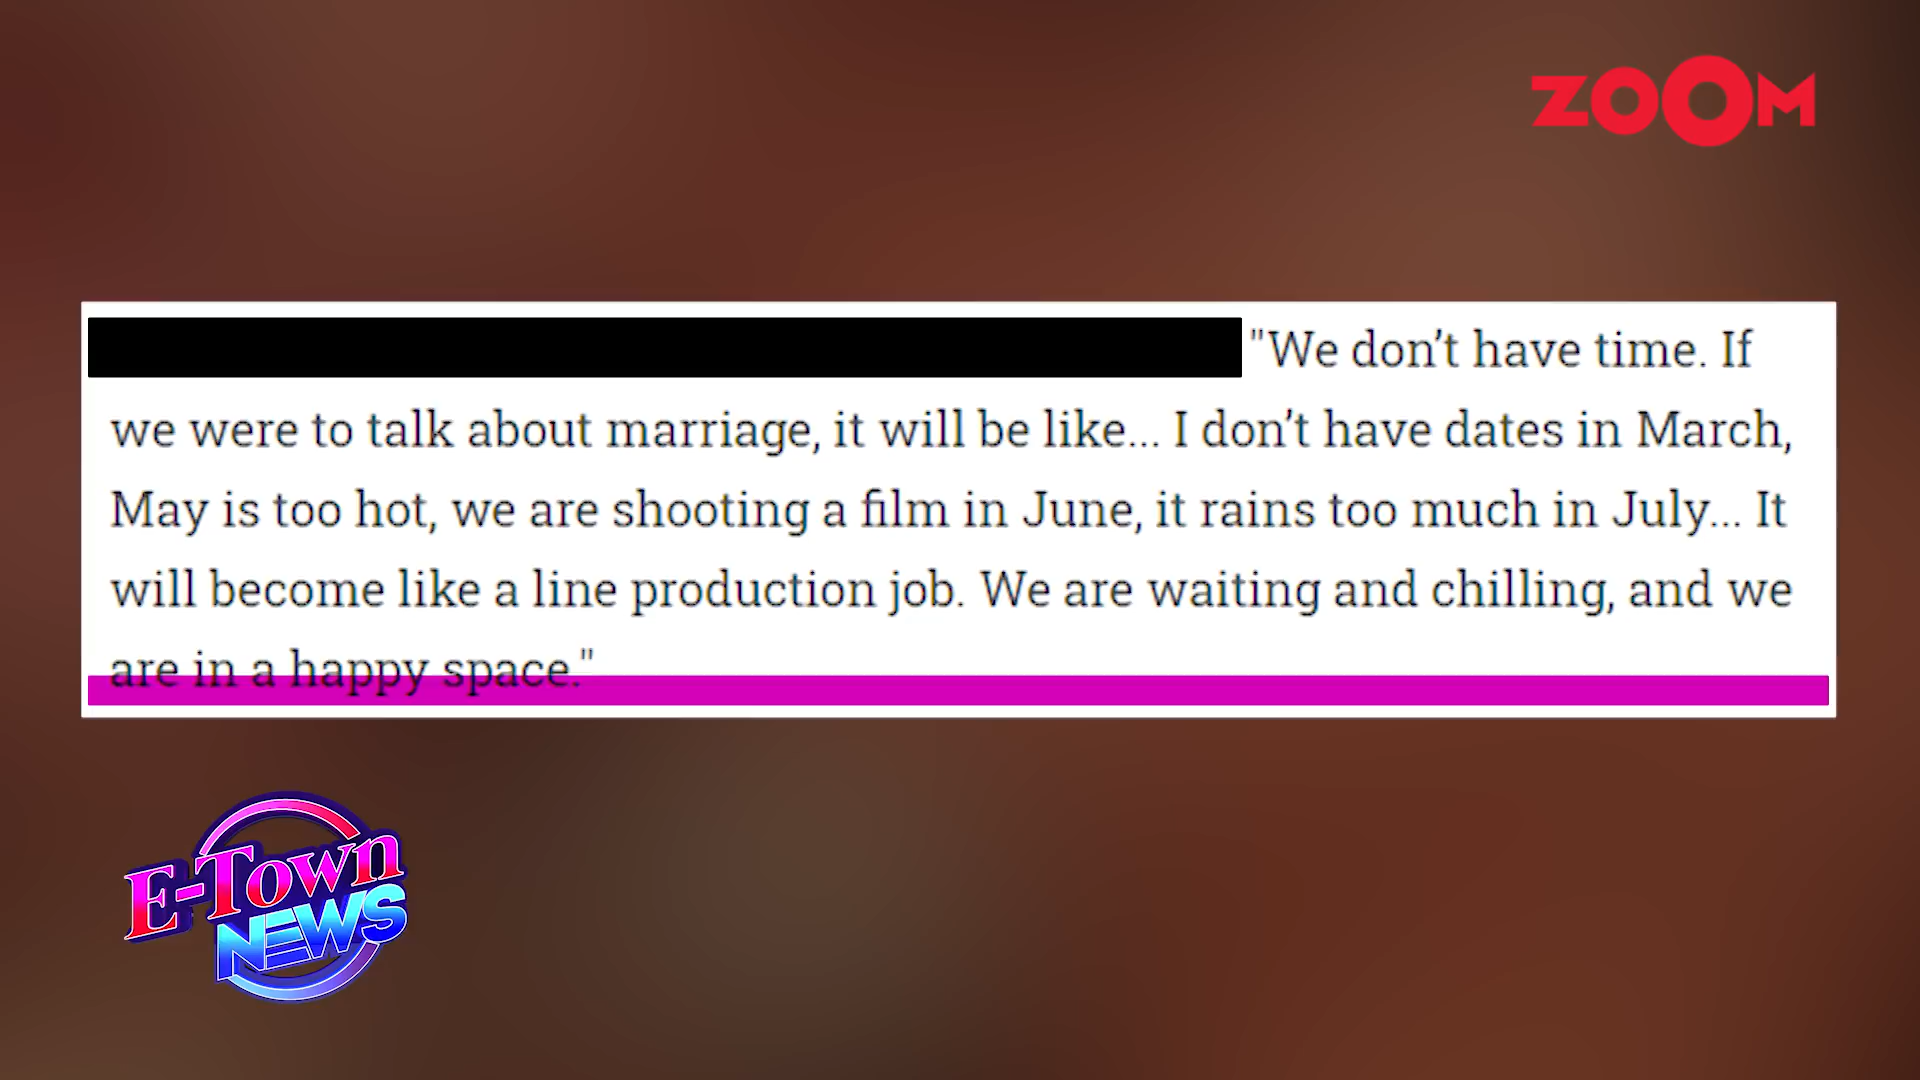 ZOOM
"We don’t have time. If
we were to talk about marriage, it will be like... I don’t have dates in March,
May is too hot, we are shooting a film in June, it rains too much in July... It
will become like a line production job. We are waiting and chilling, and we
are in a happy space."
E-Town
NEWS